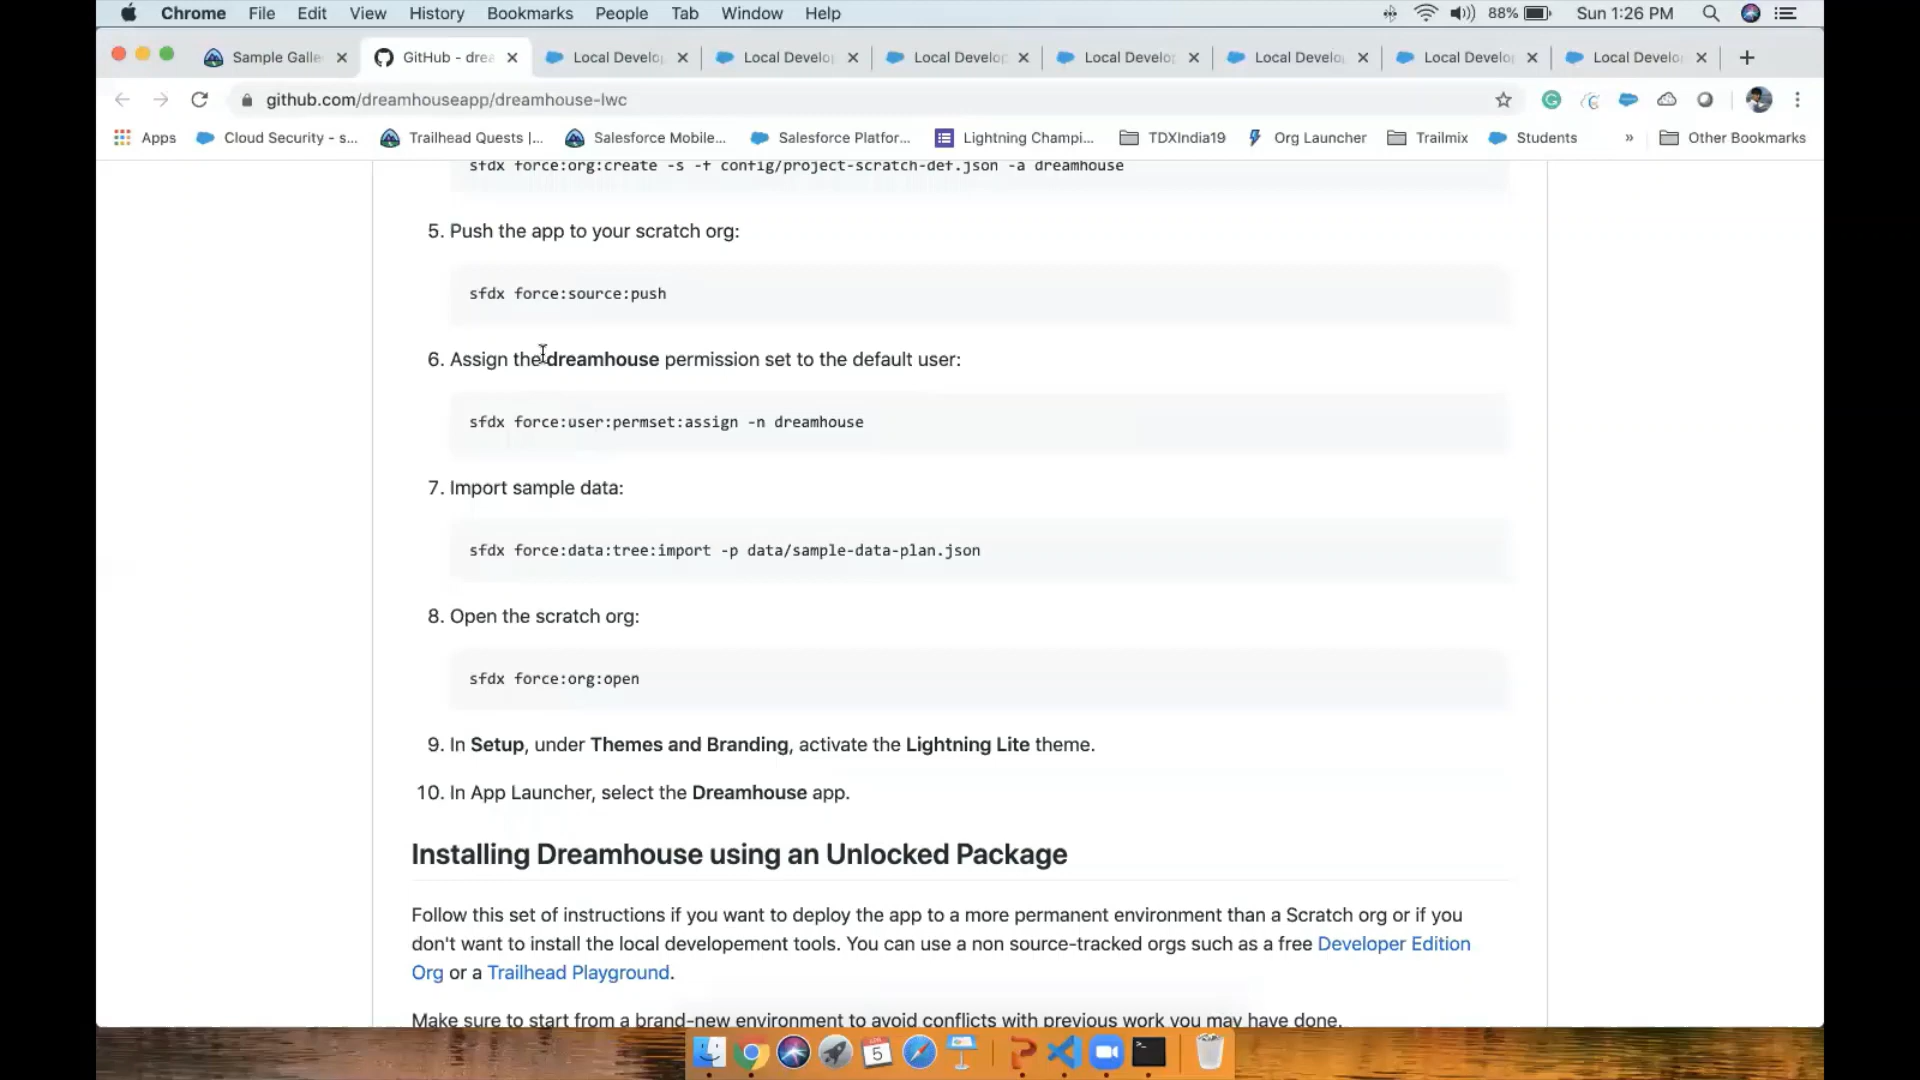 Chrome File Edit View History Bookmarks People Tab Window Help 88% Sun 1:26 PM
Sample Galle GitHub - drea Local Develo Local Develo Local Develo Local Develo Local Develo Local Develo Local Develo
github.com/dreamhouseapp/dreamhouse-lwc
Apps Cloud Security - s... Trailhead Quests |... Salesforce Mobile... Salesforce Platfor... Lightning Champi... TDXIndia19 Org Launcher Trailmix Students » Other Bookmarks
sfdx force:org:create -s -f config/project-scratch-def.json -a dreamhouse
5. Push the app to your scratch org:
sfdx force:source:push
6. Assign the dreamhouse permission set to the default user:
sfdx force:user:permset:assign -n dreamhouse
7. Import sample data:
sfdx force:data:tree:import -p data/sample-data-plan.json
8. Open the scratch org:
sfdx force:org:open
9. In Setup, under Themes and Branding, activate the Lightning Lite theme.
10. In App Launcher, select the Dreamhouse app.
Installing Dreamhouse using an Unlocked Package
Follow this set of instructions if you want to deploy the app to a more permanent environment than a Scratch org or if you
don't want to install the local developement tools. You can use a non source-tracked orgs such as a free Developer Edition
Org or a Trailhead Playground.
Make sure to start from a brand-new environment to avoid conflicts with previous work you may have done.
5